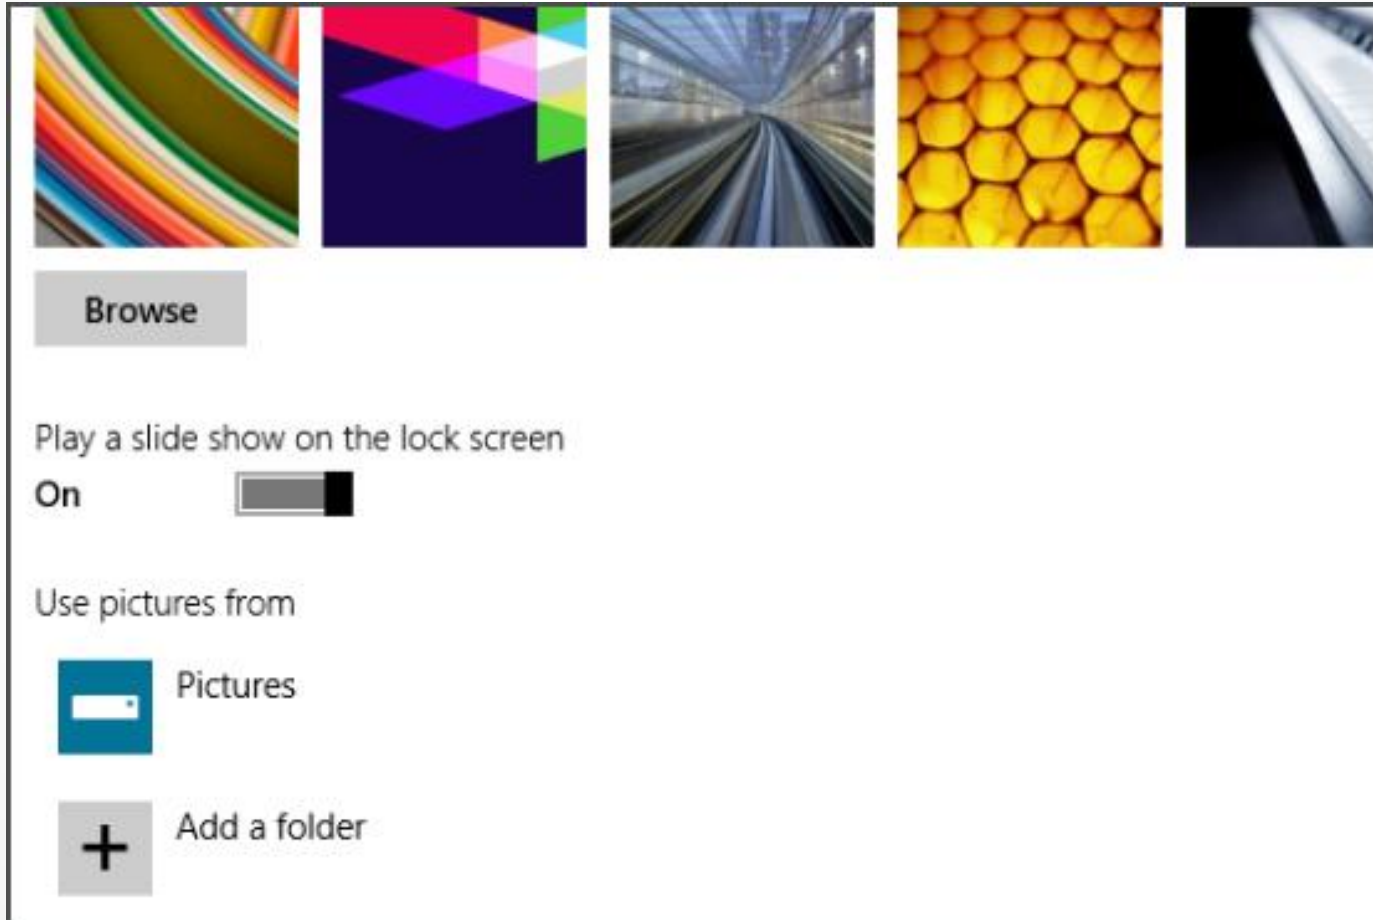 Browse
Play a slide show on the lock screen
On
Use pictures from
Pictures
Add a folder